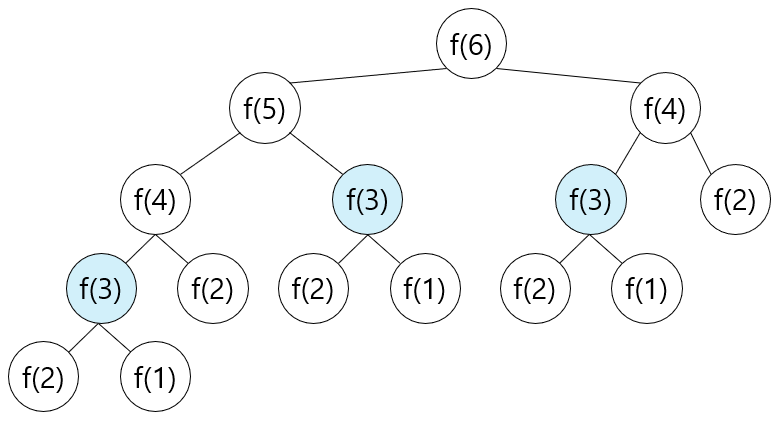 f(6)
f(5) f(4)
f(4) f(3) f(3) f(2)
f(3) f(2) f(2) f(1) f(2) f(1)
f(2) f(1)